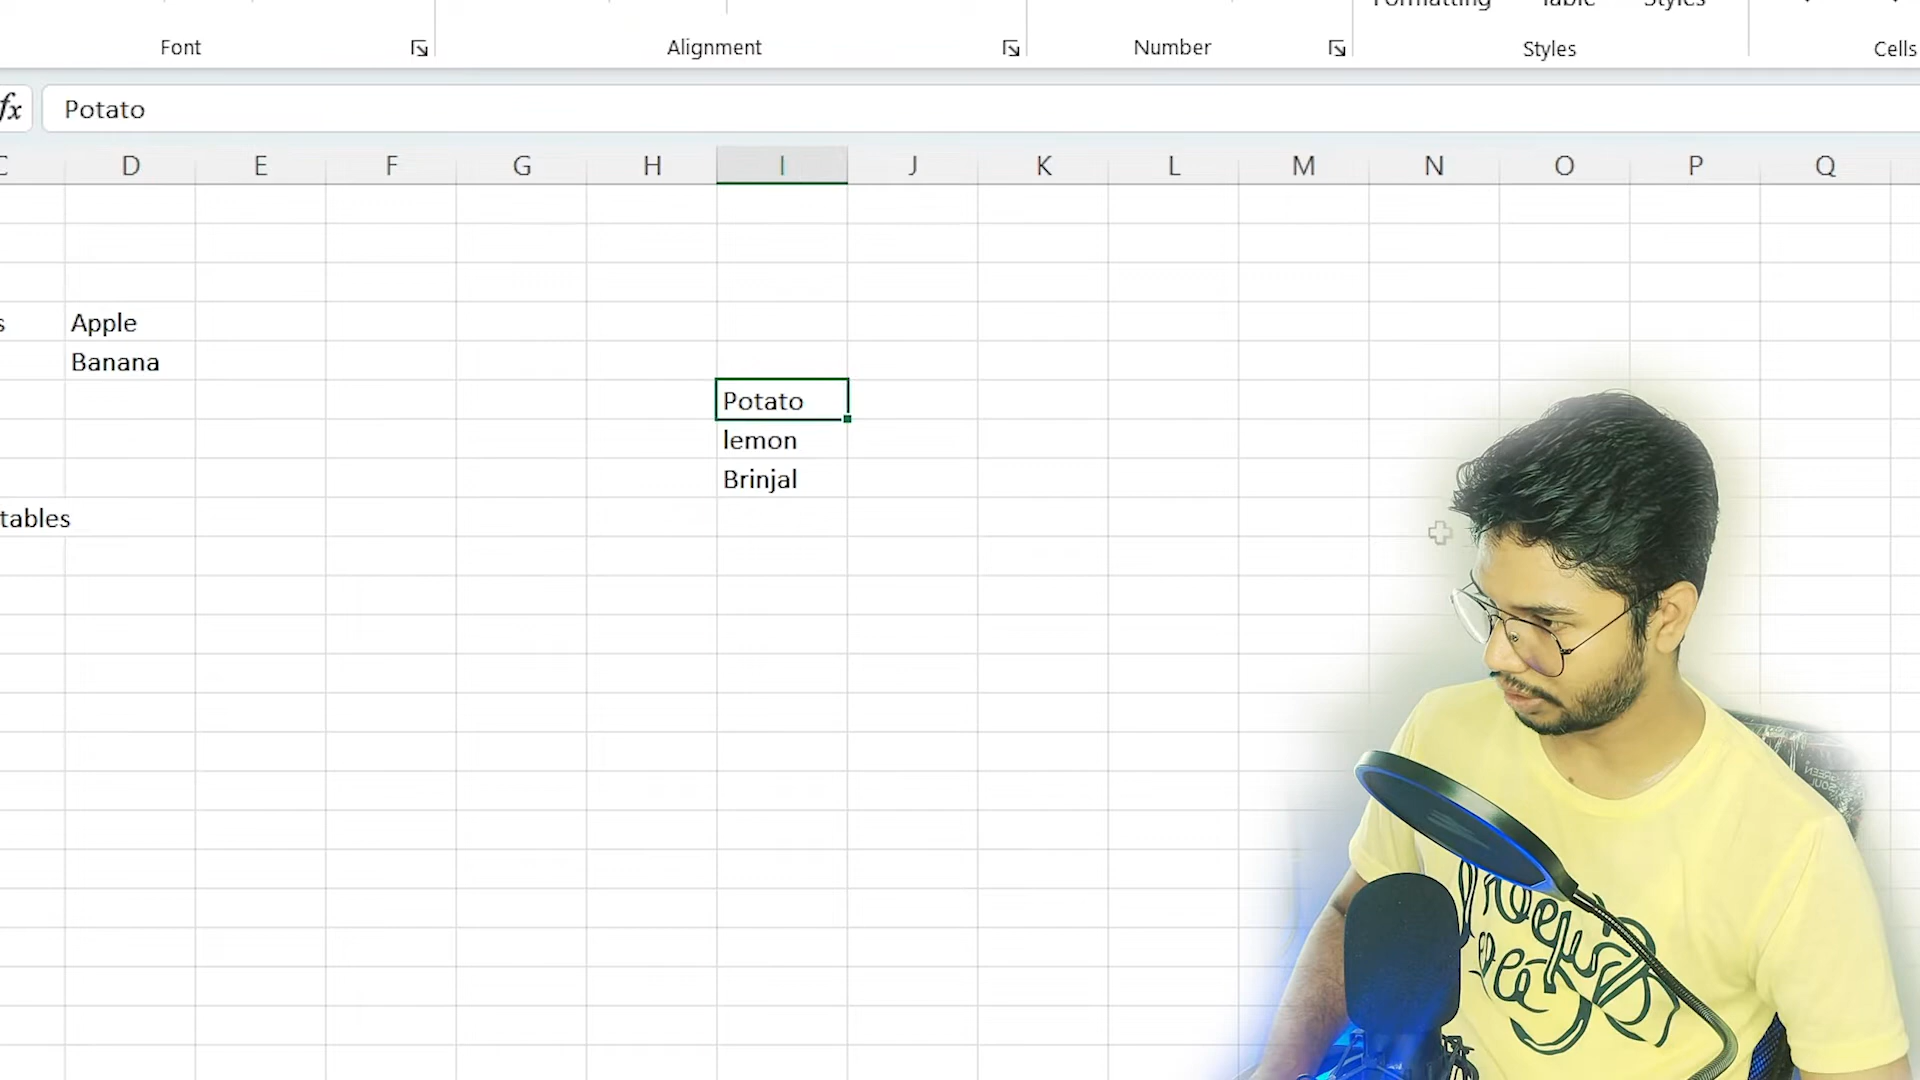 Font
Alignment
Number
Styles
Cells
fx
Potato
D E F G H I J K L M N O P Q
Apple
Banana
Potato
lemon
Brinjal
tables